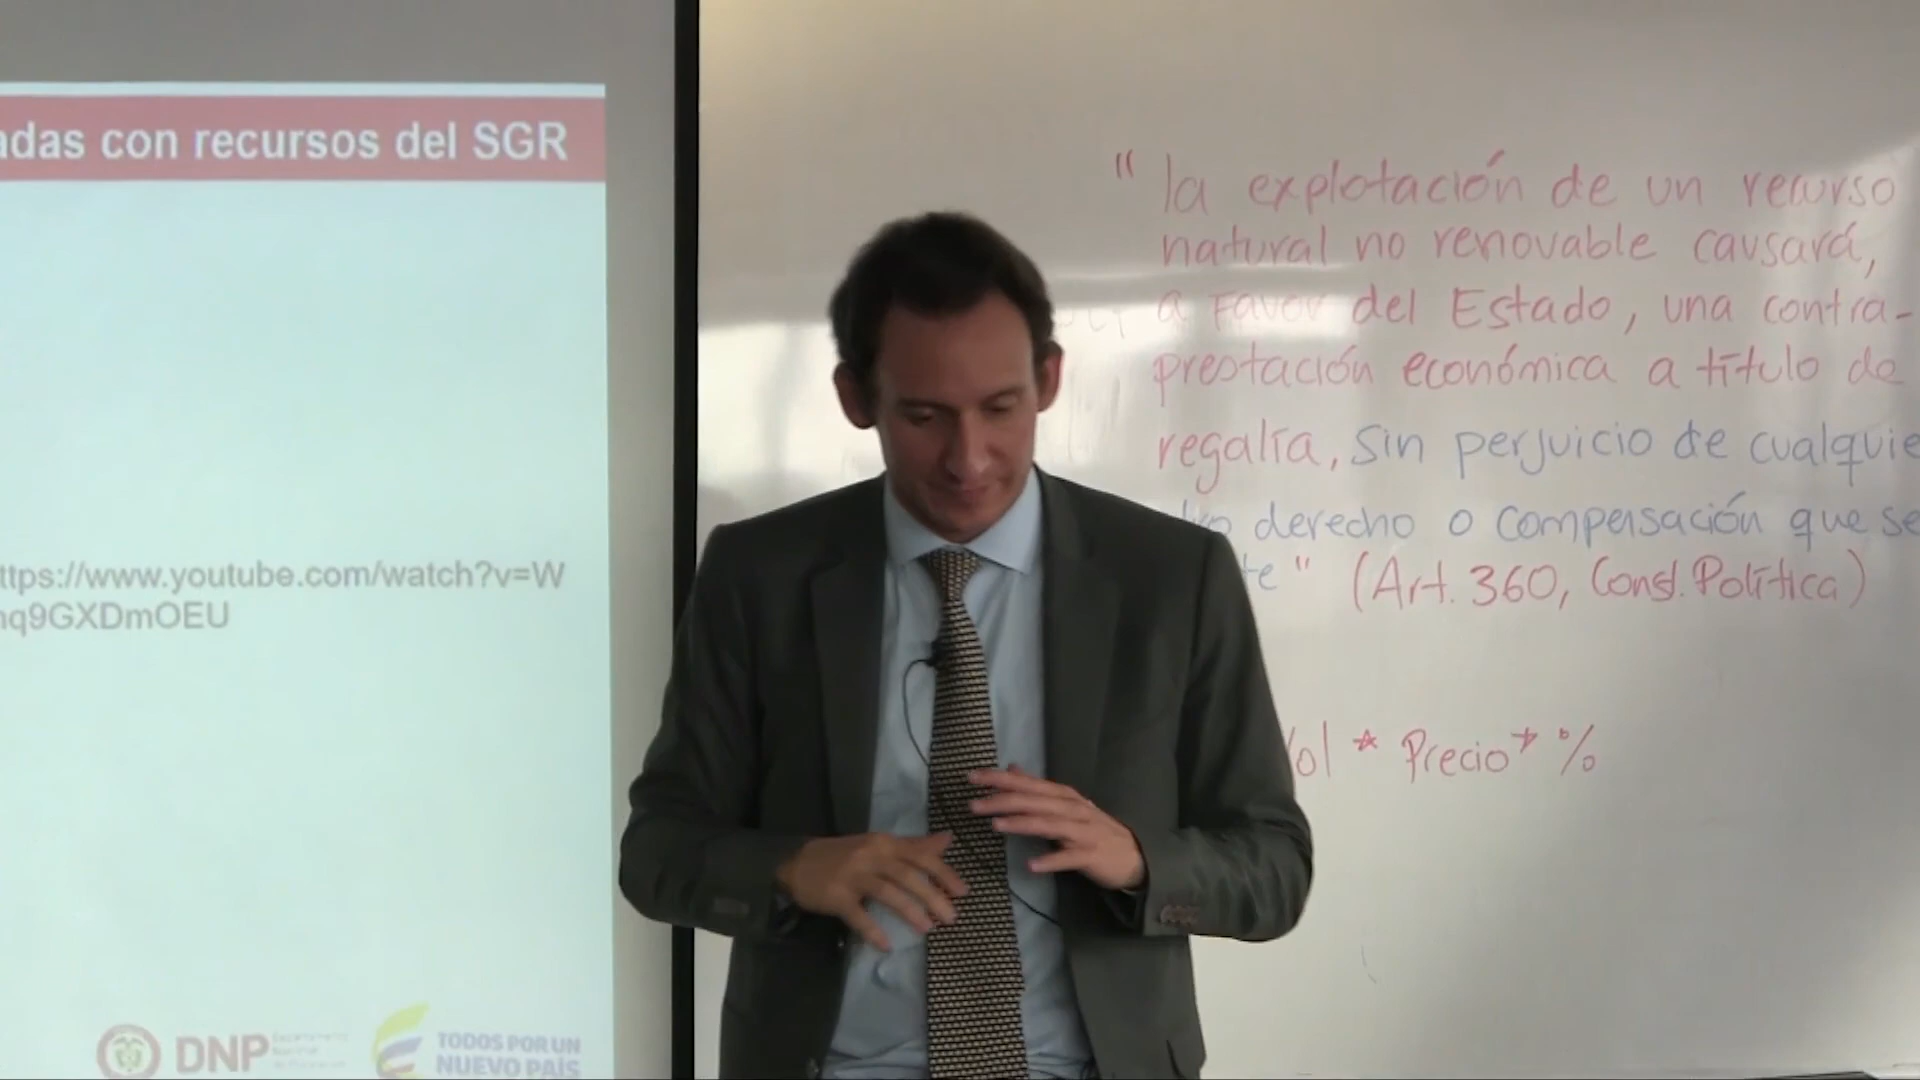 adas con recursos del SGR
ttps://www.youtube.com/watch?v=W
nq9GXDmOEU
DNP
TODOS POR UN
NUEVO PAÍS
" la explotación de un recurso
natural no renovable causará,
a favor del Estado, una contra-
prestación económica a título de
regalía, sin perjuicio de cualquie
derecho o compensación que se
te" (Art. 360, Const. Política)
Vol * Precio * %